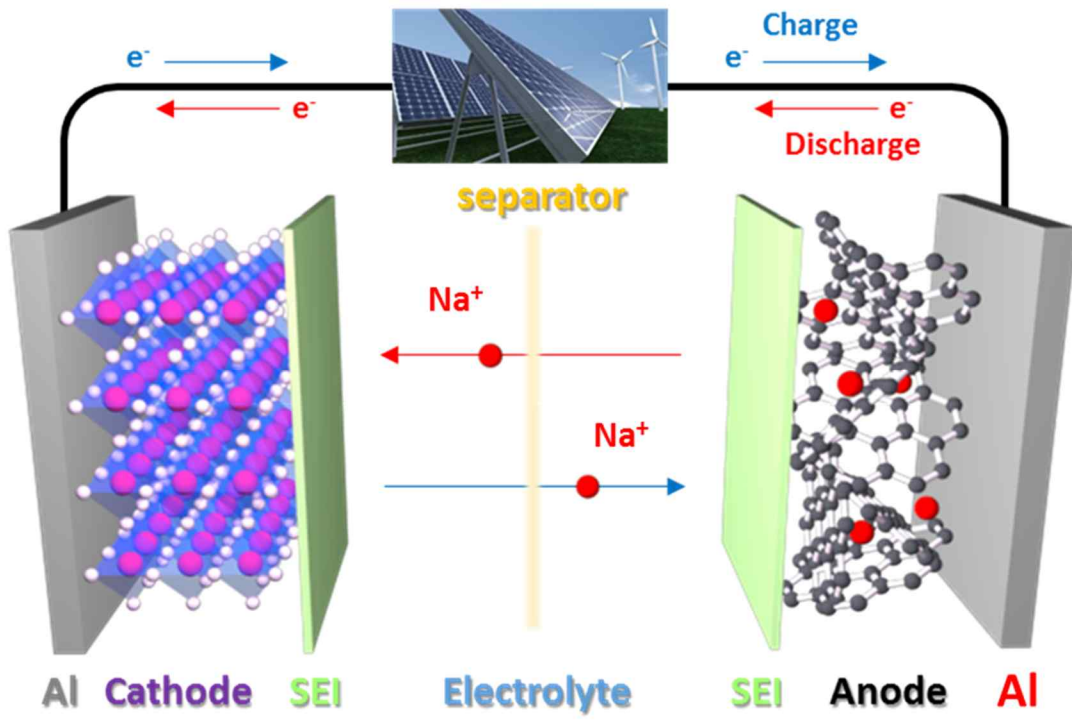 Charge
e⁻
e⁻
e⁻
e⁻
Discharge
separator
Na⁺
Na⁺
Al Cathode SEI Electrolyte SEI Anode Al